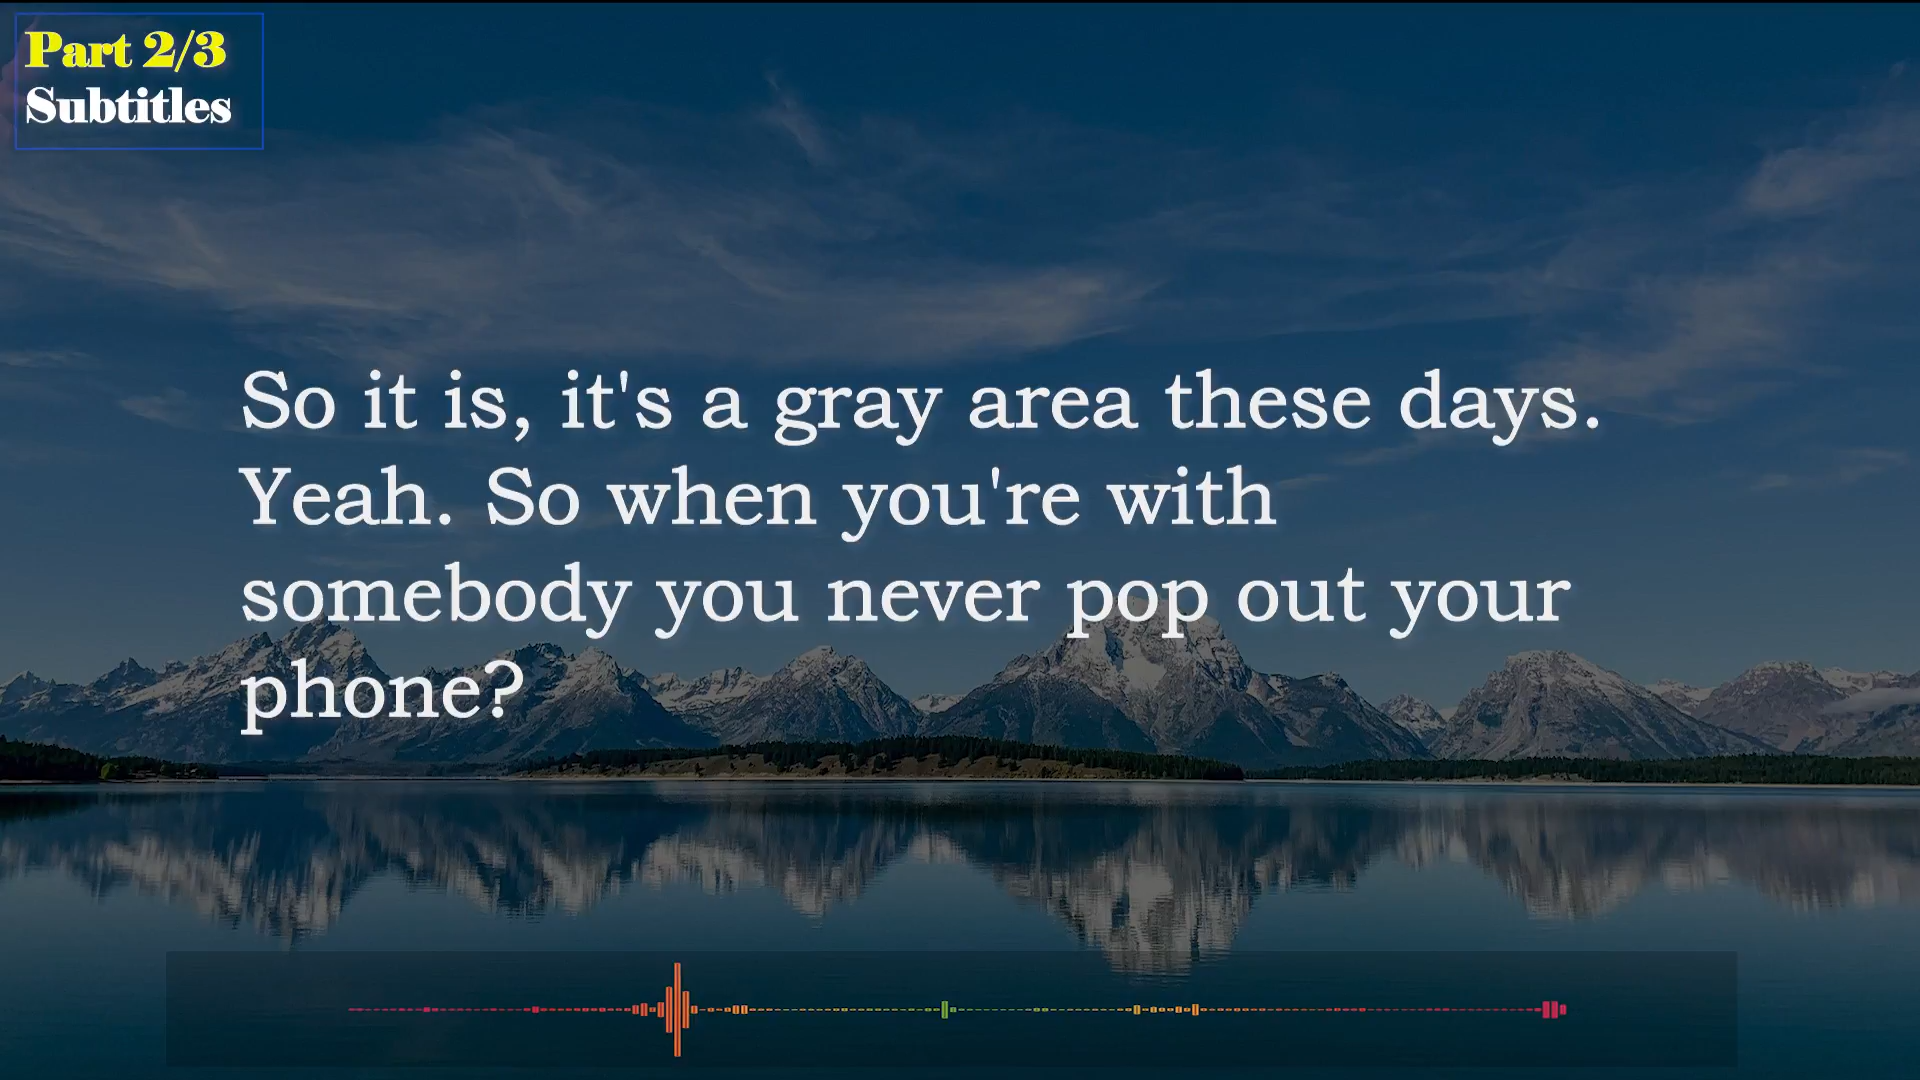 Part 2/3
Subtitles
So it is, it's a gray area these days.
Yeah. So when you're with
somebody you never pop out your
phone?